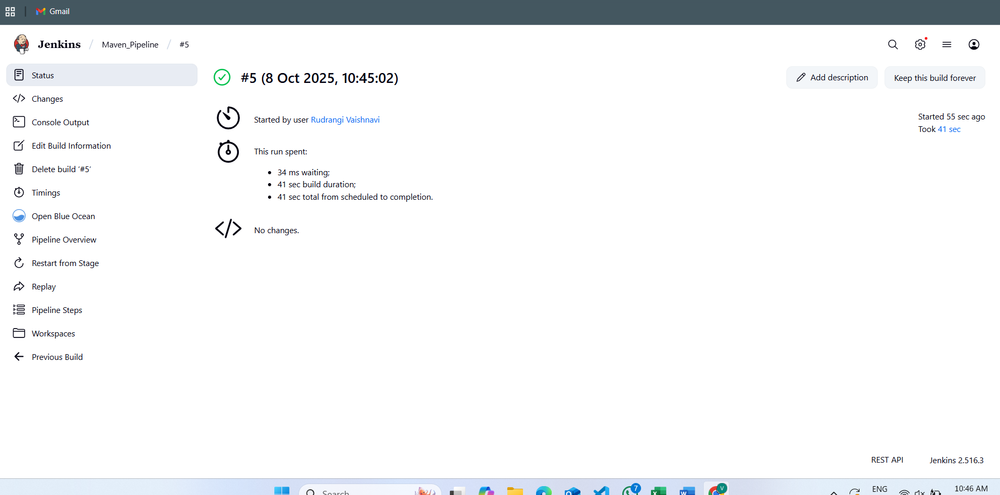 Gmail
Jenkins / Maven_Pipeline / #5
Status
Changes
Console Output
Edit Build Information
Delete build ‘#5’
Timings
Open Blue Ocean
Pipeline Overview
Restart from Stage
Replay
Pipeline Steps
Workspaces
Previous Build
#5 (8 Oct 2025, 10:45:02)
Add description
Keep this build forever
Started by user Rudrangi Vaishnavi
Started 55 sec ago
Took 41 sec
This run spent:
• 34 ms waiting;
• 41 sec build duration;
• 41 sec total from scheduled to completion.
No changes.
REST API
Jenkins 2.516.3
Search
7
V
ENG
10:46 AM